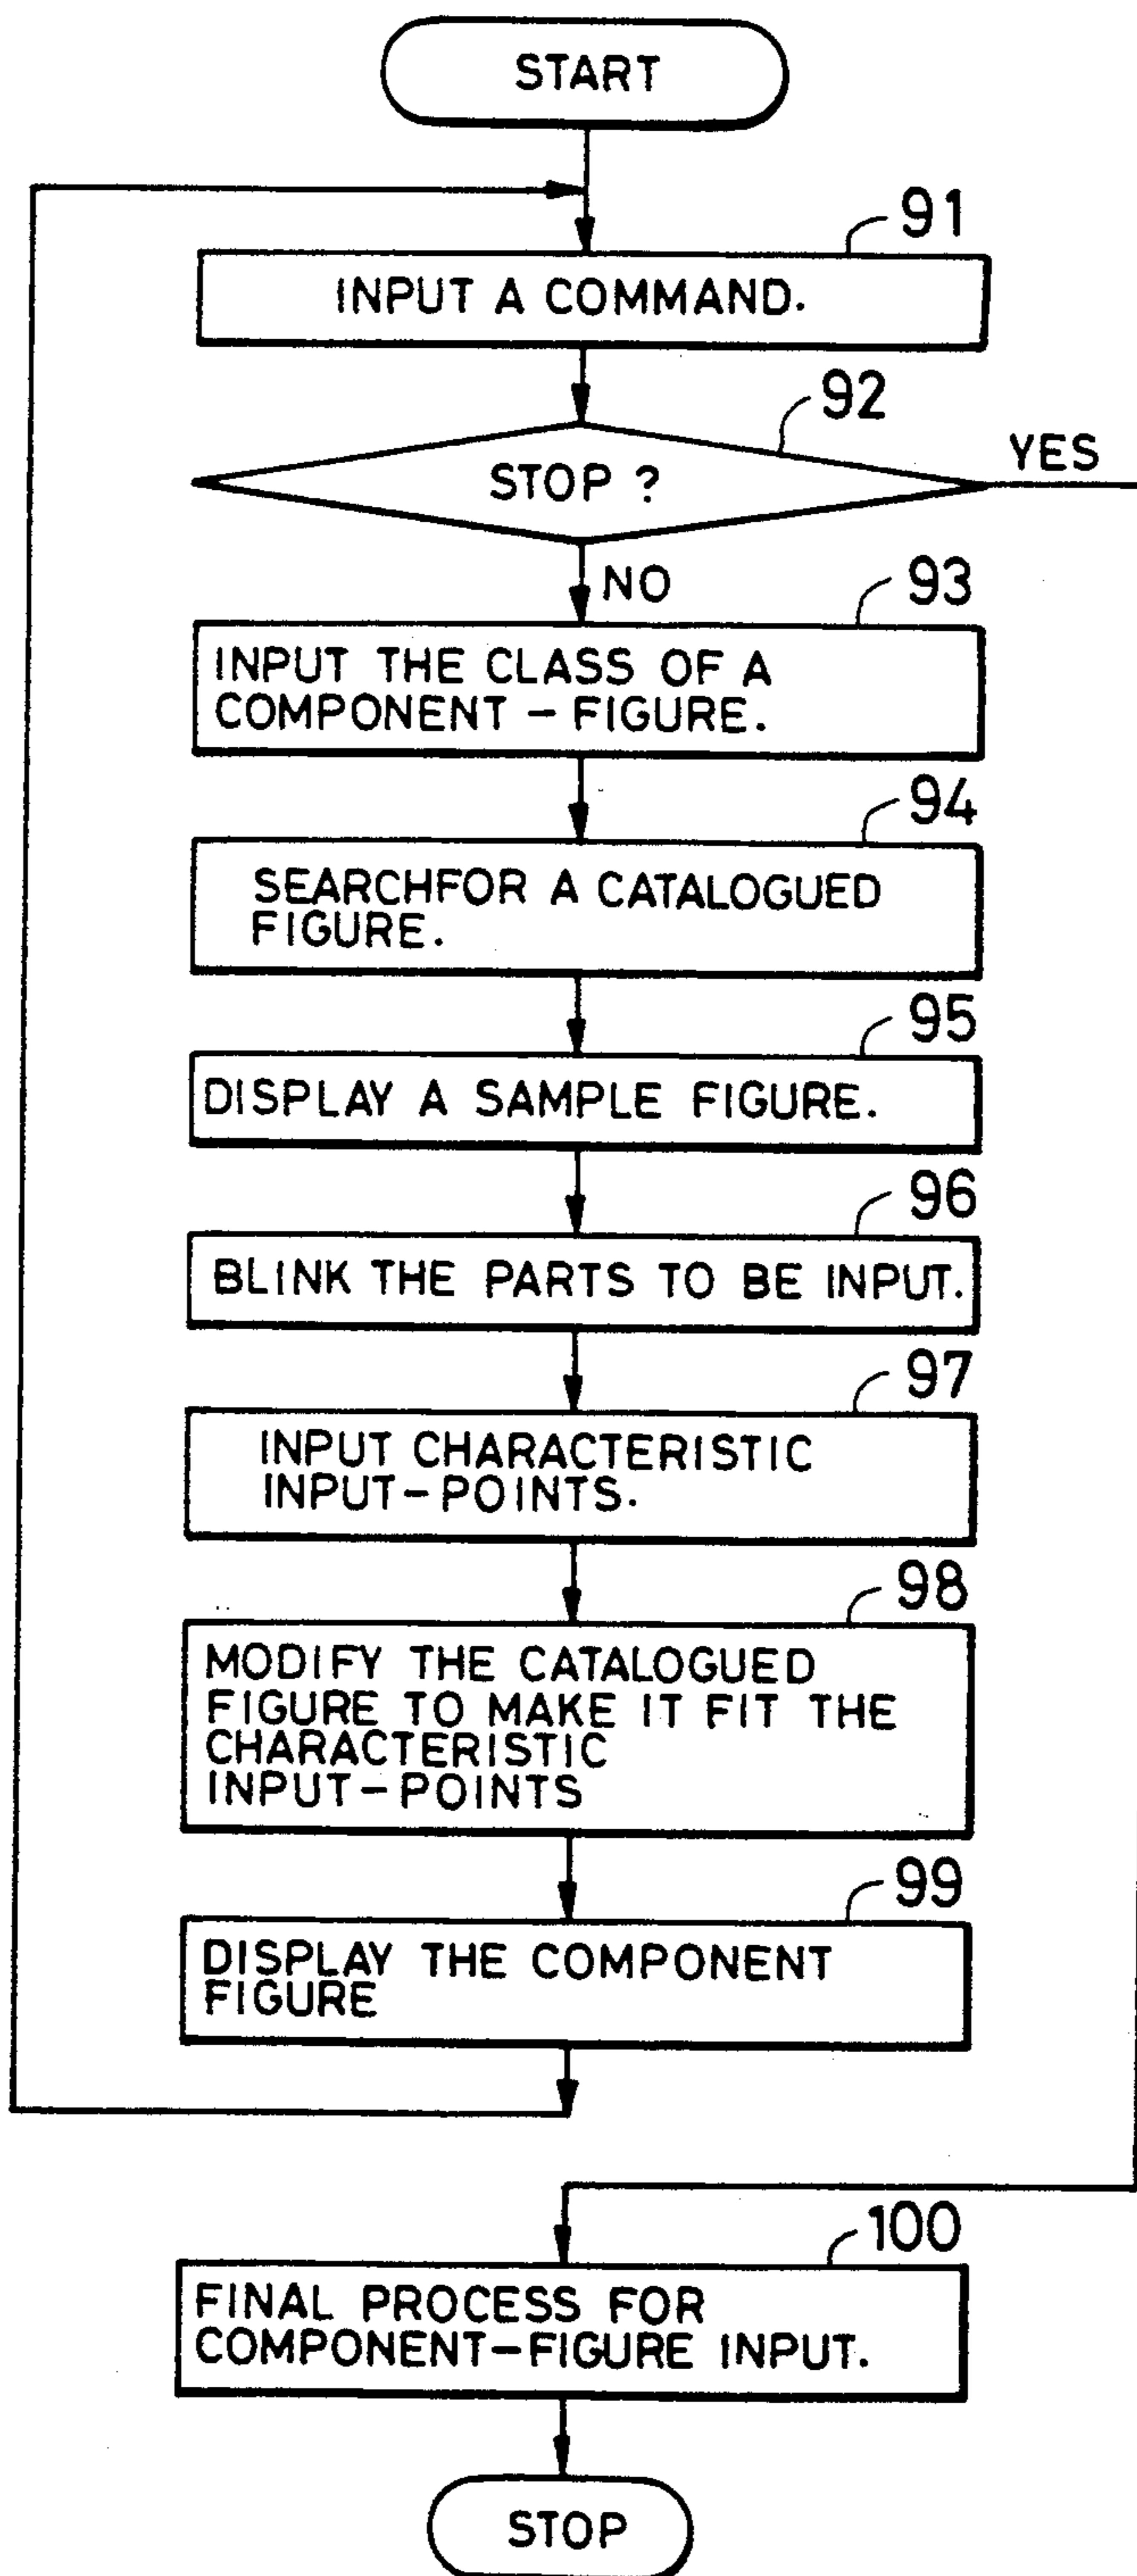 START
91
INPUT A COMMAND.
92
STOP ?
YES
NO
93
INPUT THE CLASS OF A
COMPONENT - FIGURE.
94
SEARCHFOR A CATALOGUED
FIGURE.
95
DISPLAY A SAMPLE FIGURE.
96
BLINK THE PARTS TO BE INPUT.
97
INPUT CHARACTERISTIC
INPUT-POINTS.
98
MODIFY THE CATALOGUED
FIGURE TO MAKE IT FIT THE
CHARACTERISTIC
INPUT-POINTS
99
DISPLAY THE COMPONENT
FIGURE
100
FINAL PROCESS FOR
COMPONENT-FIGURE INPUT.
STOP